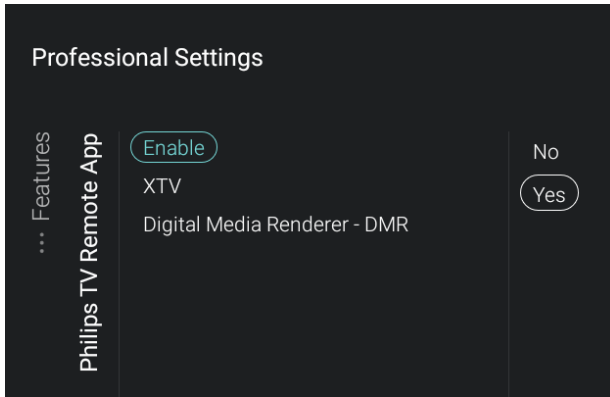 Professional Settings
... Features
Philips TV Remote App
Enable
XTV
Digital Media Renderer - DMR
No
Yes